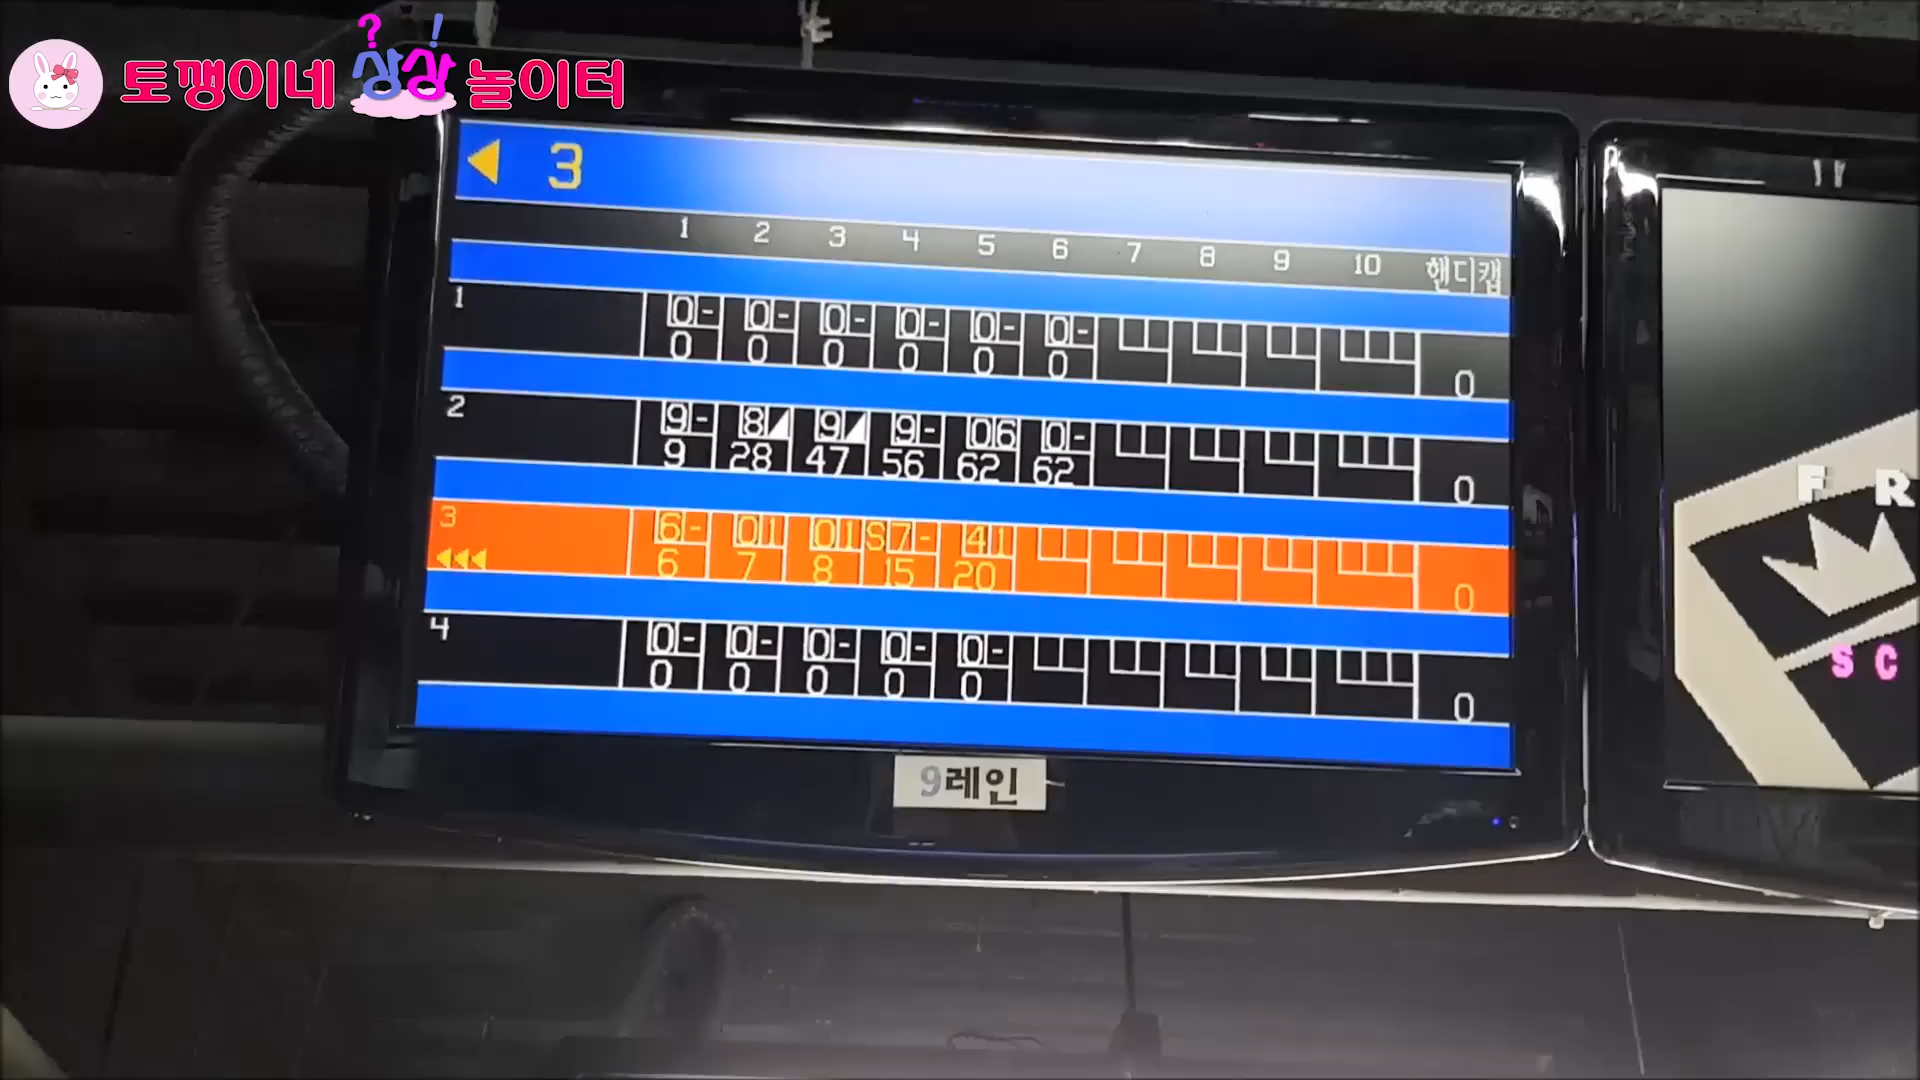 토깽이네 ?상!상 놀이터
3
1 2 3 4 5 6 7 8 9 10 핸디캡
1 0- 0- 0- 0- 0- 0-
0 0 0 0 0 0 0
2 9- 8◢ 9◢ 9- 06 0-
9 28 47 56 62 62 0
3 6- 01 01 S7- 41
6 7 8 15 20 0
4 0- 0- 0- 0- 0-
0 0 0 0 0 0
9레인
F R
S C